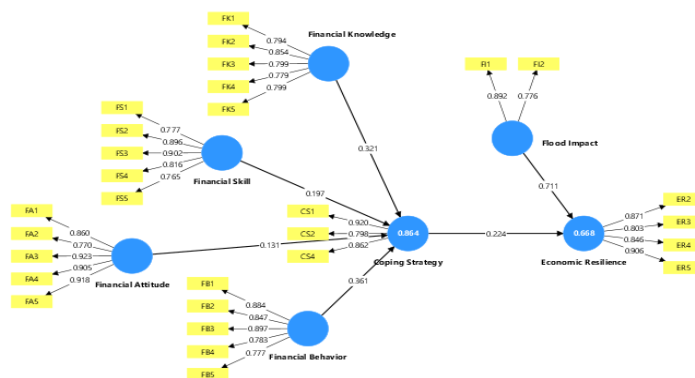 FK1
FK2
FK3
FK4
FK5
0.794
0.854
0.799
0.779
0.799
Financial Knowledge
FI1
FI2
0.892
0.776
Flood Impact
FS1
FS2
FS3
FS4
FS5
0.777
0.896
0.902
0.816
0.765
Financial Skill
0.321
0.197
0.711
FA1
FA2
FA3
FA4
FA5
0.860
0.770
0.923
0.905
0.918
Financial Attitude
0.131
CS1
CS2
CS4
0.920
0.798
0.862
0.864
Coping Strategy
0.224
0.668
Economic Resilience
0.871
0.803
0.846
0.906
ER2
ER3
ER4
ER5
0.361
FB1
FB2
FB3
FB4
FB5
0.884
0.847
0.897
0.783
0.777
Financial Behavior